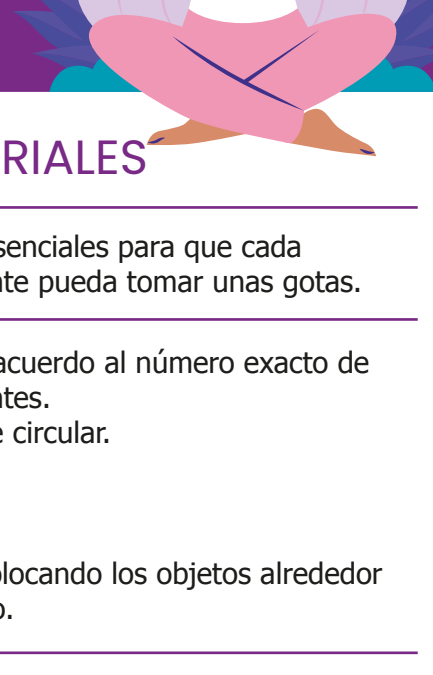 RIALES
senciales para que cada
nte pueda tomar unas gotas.
acuerdo al número exacto de
ntes.
e circular.
olocando los objetos alrededor
o.